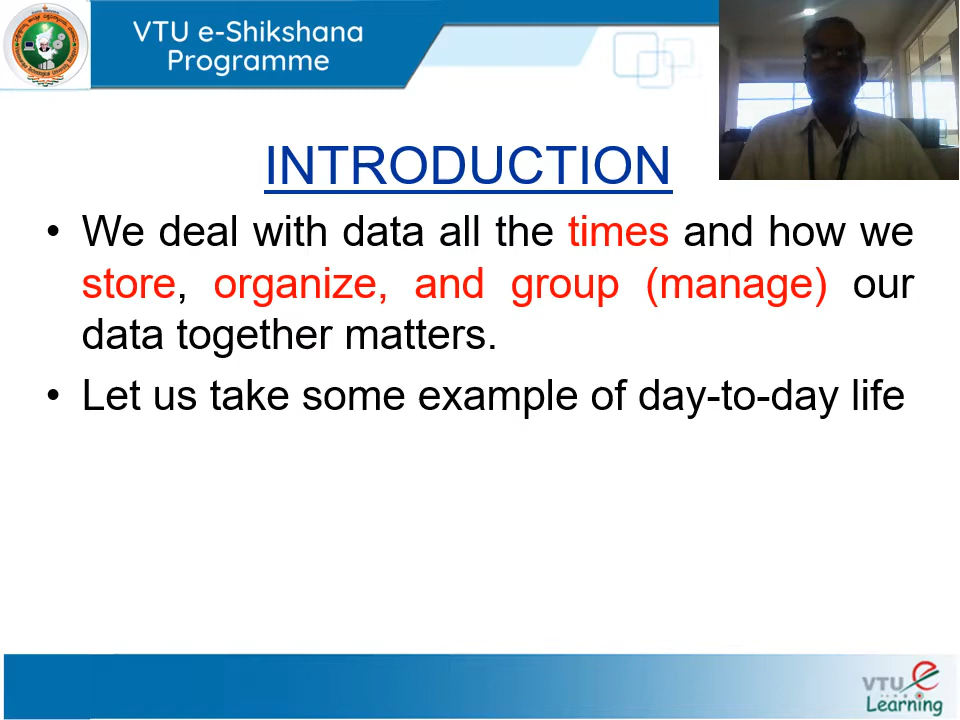 VTU e-Shikshana
Programme
INTRODUCTION
• We deal with data all the times and how we
store, organize, and group (manage) our
data together matters.
• Let us take some example of day-to-day life
VTU e
Learning